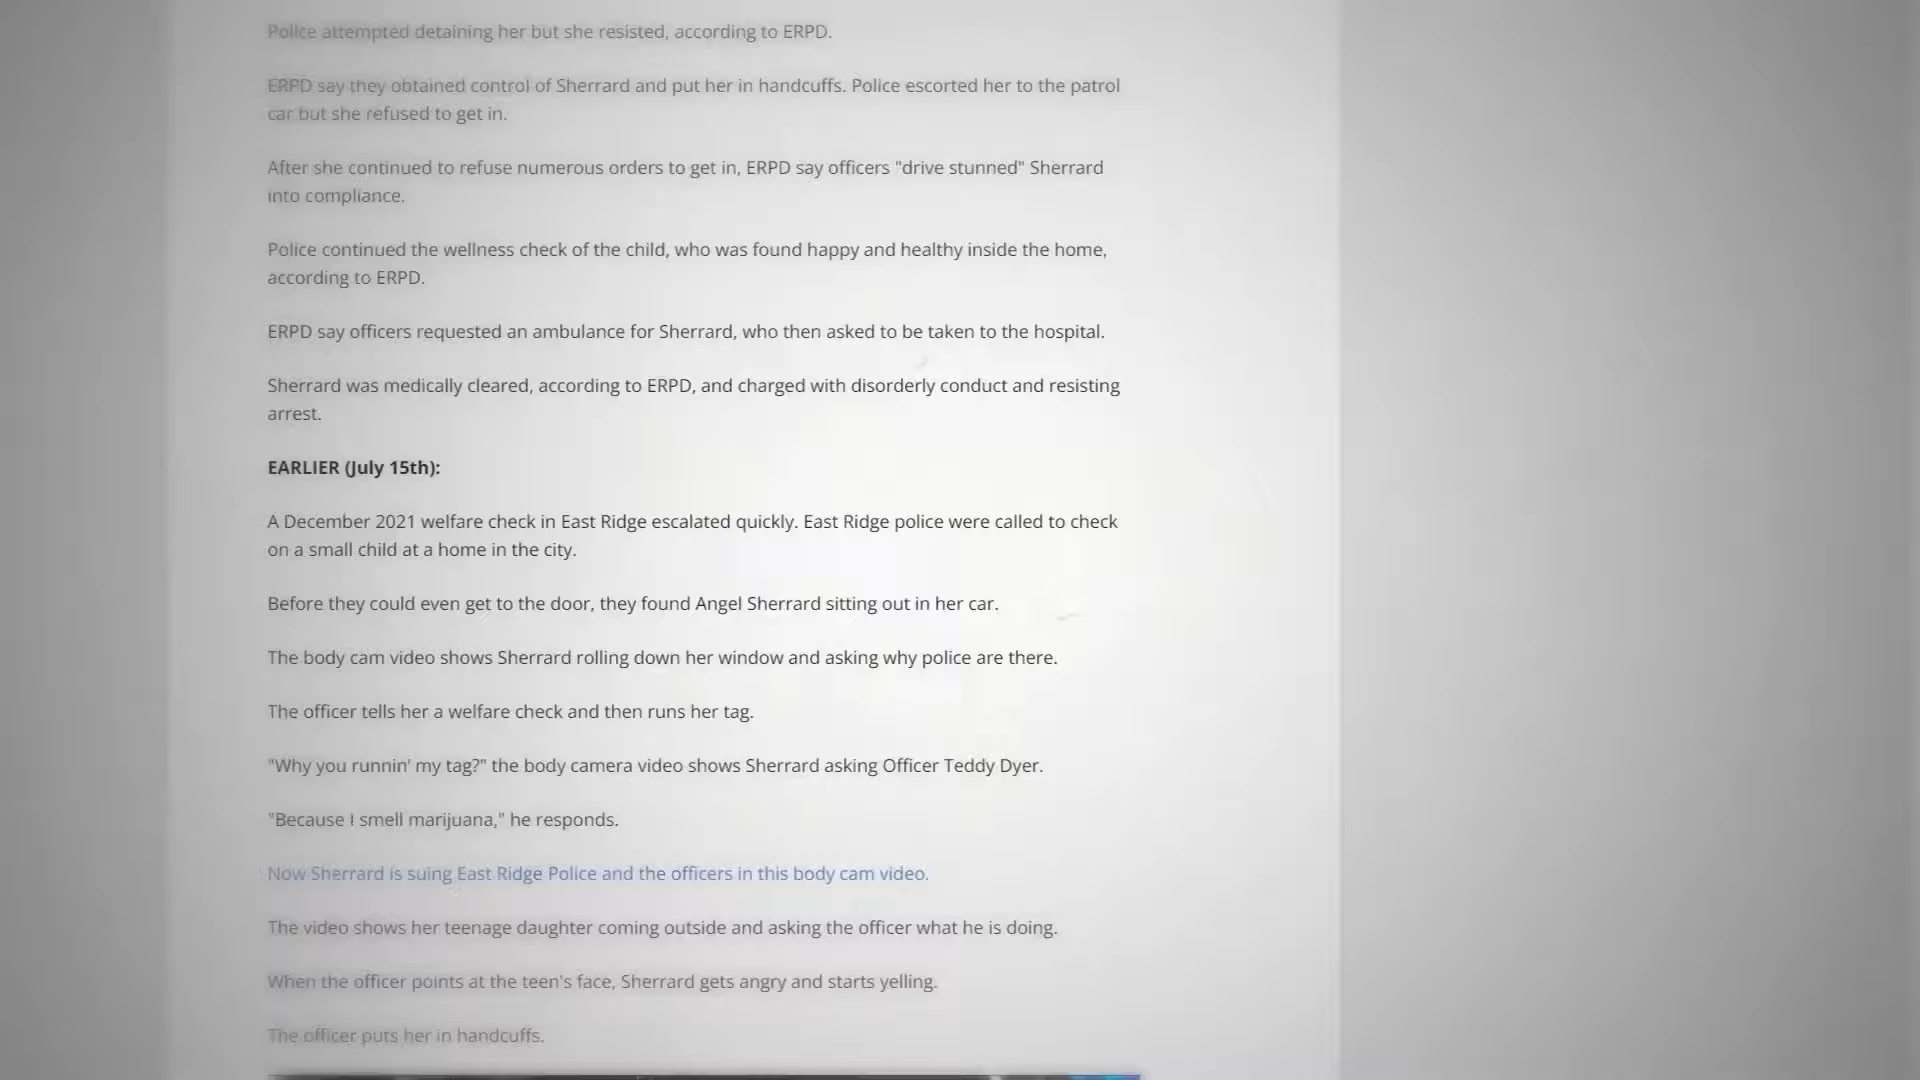 Police attempted detaining her but she resisted, according to ERPD.
ERPD say they obtained control of Sherrard and put her in handcuffs. Police escorted her to the patrol
car but she refused to get in.
After she continued to refuse numerous orders to get in, ERPD say officers "drive stunned" Sherrard
into compliance.
Police continued the wellness check of the child, who was found happy and healthy inside the home,
according to ERPD.
ERPD say officers requested an ambulance for Sherrard, who then asked to be taken to the hospital.
Sherrard was medically cleared, according to ERPD, and charged with disorderly conduct and resisting
arrest.
EARLIER (July 15th):
A December 2021 welfare check in East Ridge escalated quickly. East Ridge police were called to check
on a small child at a home in the city.
Before they could even get to the door, they found Angel Sherrard sitting out in her car.
The body cam video shows Sherrard rolling down her window and asking why police are there.
The officer tells her a welfare check and then runs her tag.
"Why you runnin' my tag?" the body camera video shows Sherrard asking Officer Teddy Dyer.
"Because I smell marijuana," he responds.
Now Sherrard is suing East Ridge Police and the officers in this body cam video.
The video shows her teenage daughter coming outside and asking the officer what he is doing.
When the officer points at the teen's face, Sherrard gets angry and starts yelling.
The officer puts her in handcuffs.